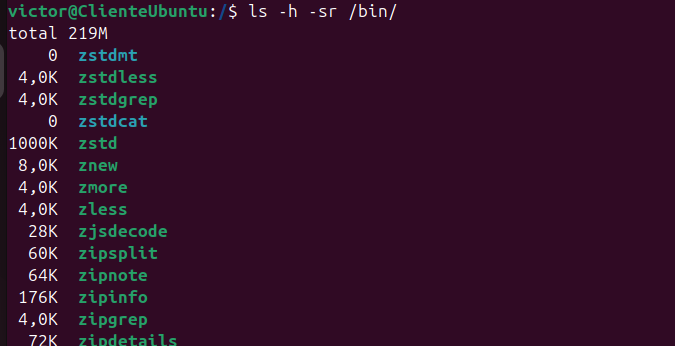 victor@ClienteUbuntu:/$ ls -h -sr /bin/
total 219M
0 zstdmt
4,0K zstdless
4,0K zstdgrep
0 zstdcat
1000K zstd
8,0K znew
4,0K zmore
4,0K zless
28K zjsdecode
60K zipsplit
64K zipnote
176K zipinfo
4,0K zipgrep
72K zipdetails